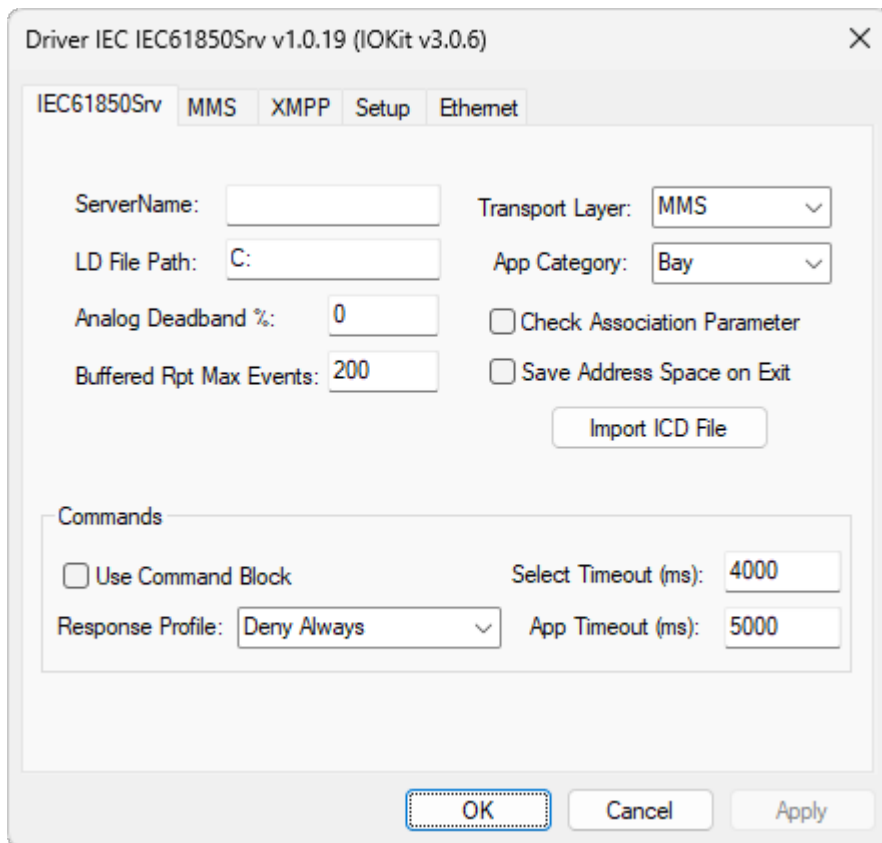 Driver IEC IEC61850Srv v1.0.19 (IOKit v3.0.6)
IEC61850Srv MMS XMPP Setup Ethernet
ServerName: Transport Layer: MMS
LD File Path: C: App Category: Bay
Analog Deadband %: 0 Check Association Parameter
Buffered Rpt Max Events: 200 Save Address Space on Exit
Import ICD File
Commands
Use Command Block Select Timeout (ms): 4000
Response Profile: Deny Always App Timeout (ms): 5000
OK Cancel Apply